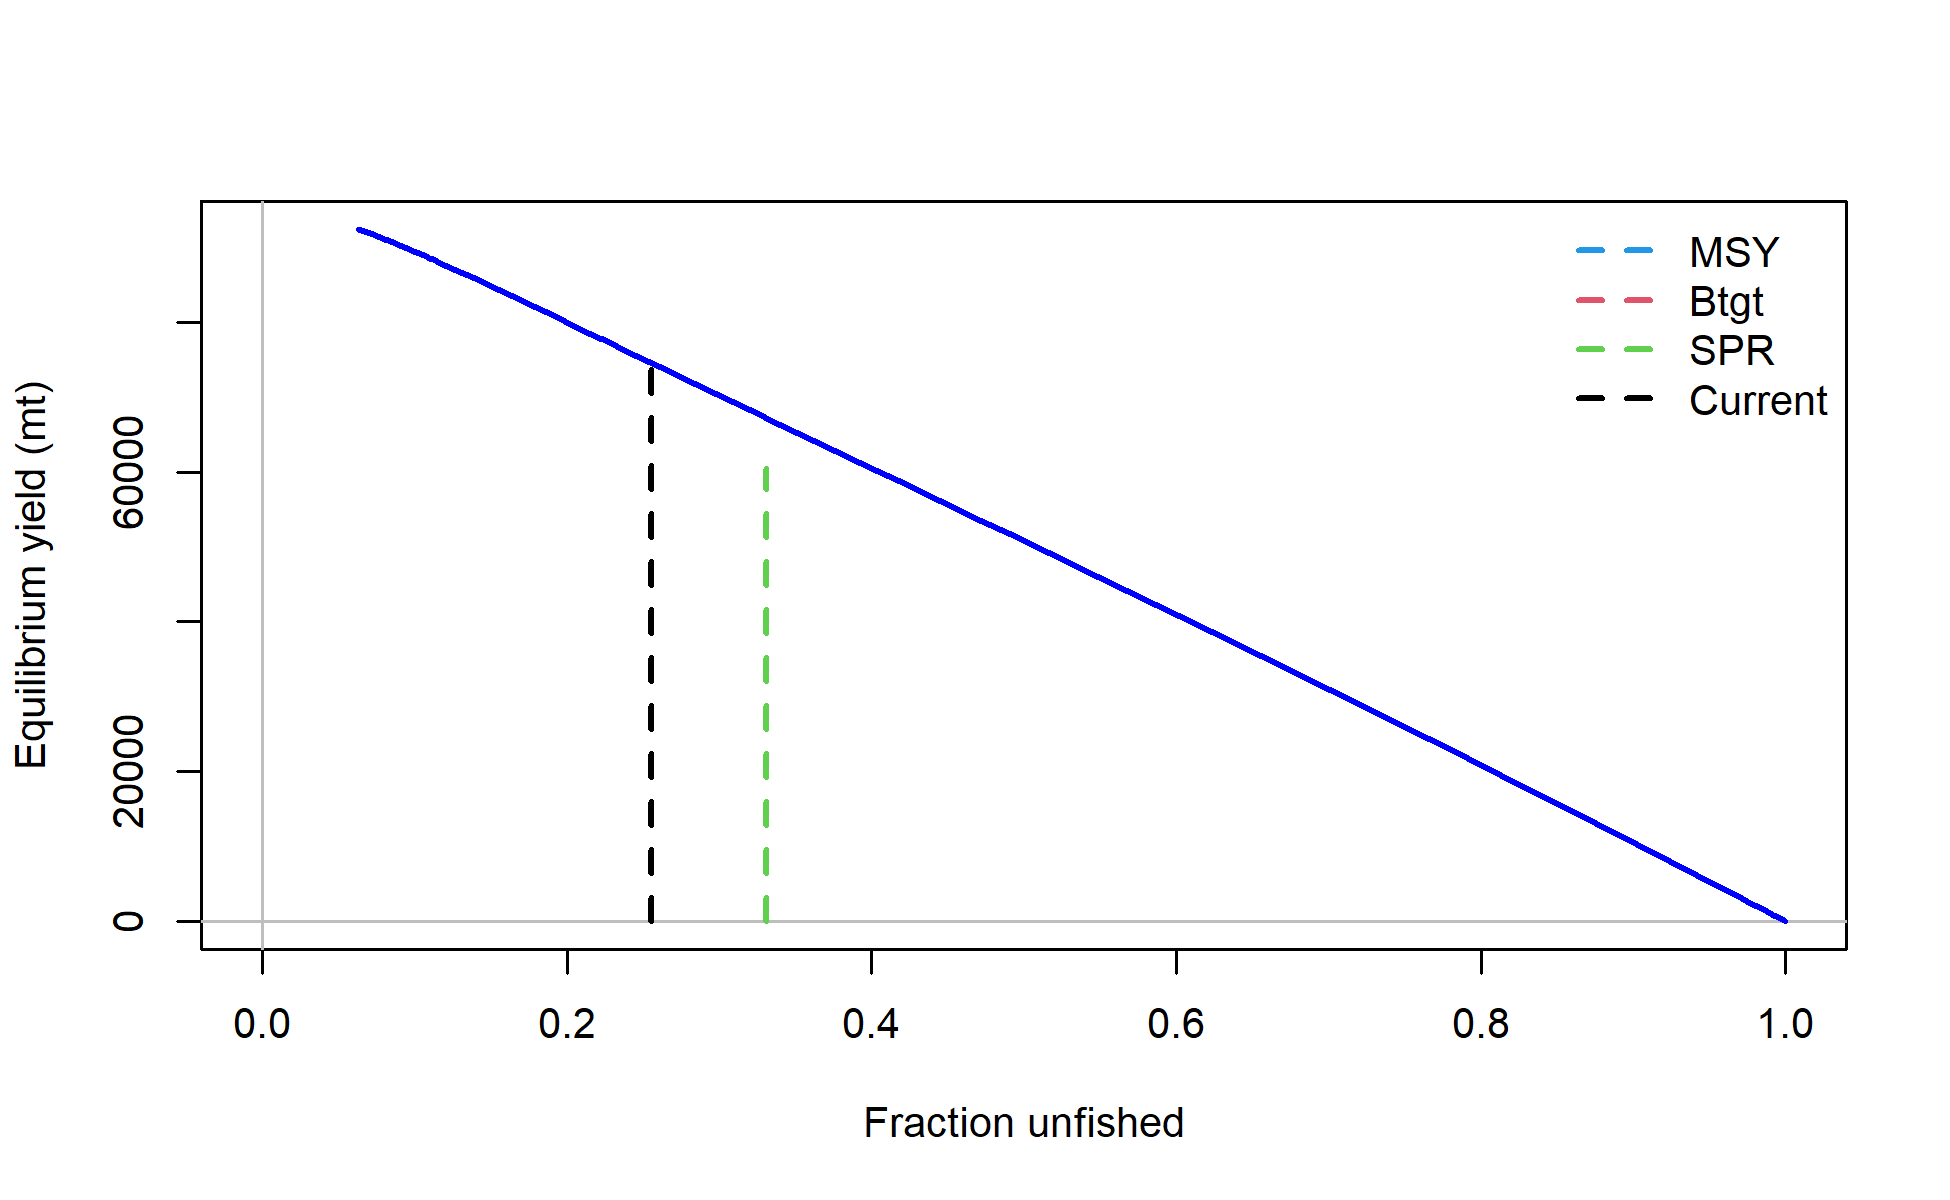 MSY
Btgt
SPR
Current
Equilibrium yield (mt)
60000
20000
0
0.0 0.2 0.4 0.6 0.8 1.0
Fraction unfished